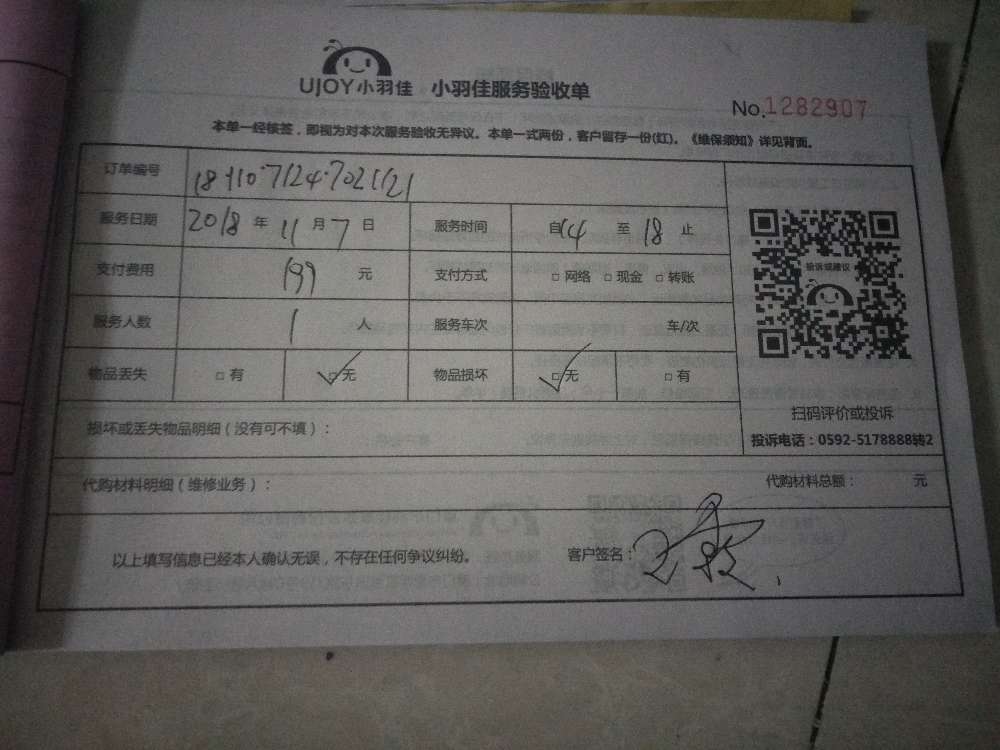 UJOY小羽佳 小羽佳服务验收单
No.1282907
本单一经核签，即视为对本次服务验收无异议。本单一式两份，客户留存一份(红)。《维保须知》详见背面。
订单编号
服务日期 2018 年 11 月 7 日 服务时间 自 14 至 18 止
投诉或建议
支付费用 199 元 支付方式 □ 网络 □ 现金 □ 转账
服务人数 1 人 服务车次 车/次
物品丢失 □ 有 ☑ 无 物品损坏 ☑ 无 □ 有
扫码评价或投诉
投诉电话：0592-5178888转2
损坏或丢失物品明细（没有可不填）：
代购材料明细（维修业务）： 代购材料总额： 元
以上填写信息已经本人确认无误，不存在任何争议纠纷。 客户签名：